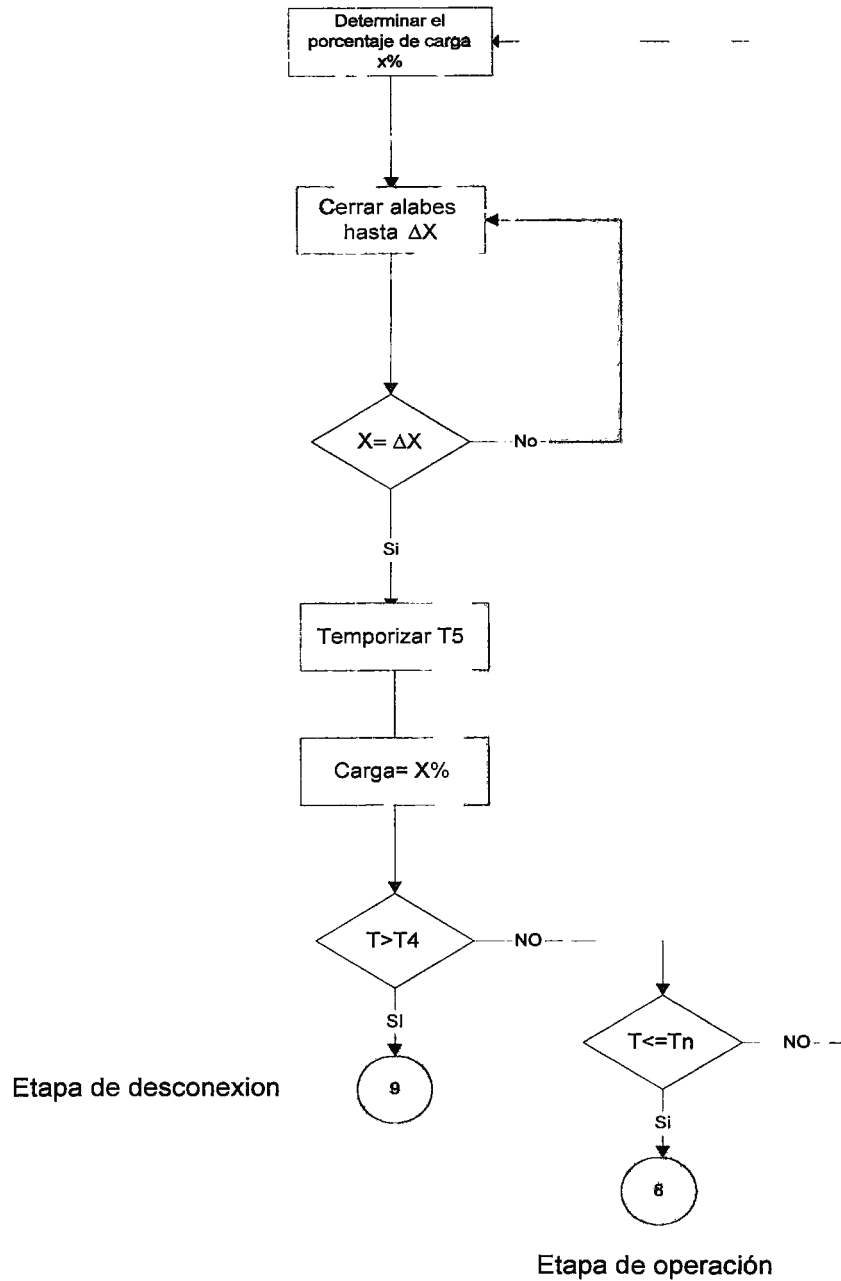 Determinar el
porcentaje de carga
x%
Cerrar alabes
hasta ΔX
X= ΔX
No
Si
Temporizar T5
Carga= X%
T>T4
NO
SI
T<=Tn
NO
Etapa de desconexion
9
Si
8
Etapa de operación